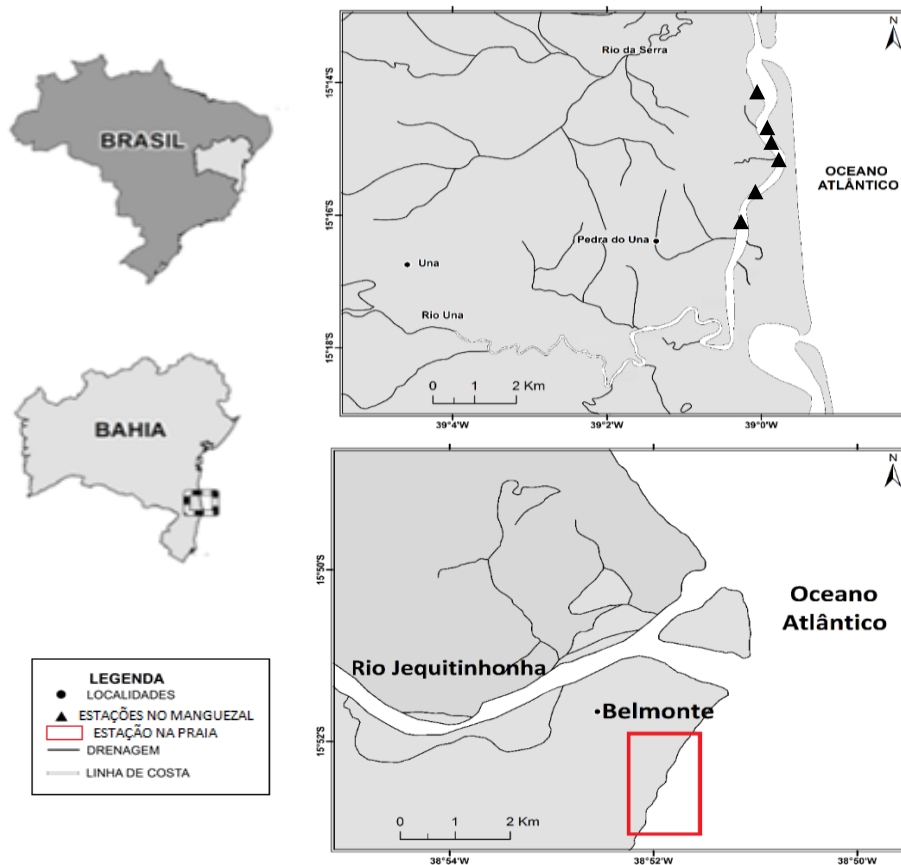 BRASIL
BAHIA
LEGENDA
LOCALIDADES
ESTAÇÕES NO MANGUEZAL
ESTAÇÃO NA PRAIA
DRENAGEM
LINHA DE COSTA
N
Rio da Serra
15°14'S
OCEANO
ATLÂNTICO
15°16'S
Pedra do Una
Una
Rio Una
15°18'S
0 1 2 Km
39°4'W
39°2'W
39°0'W
N
15°50'S
Oceano
Atlântico
Rio Jequitinhonha
Belmonte
15°52'S
0 1 2 Km
38°54'W
38°52'W
38°50'W